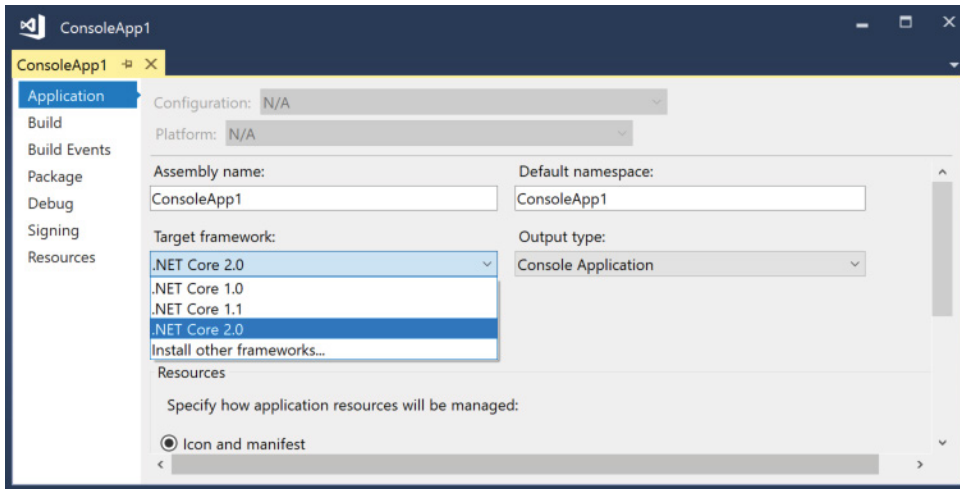 ConsoleApp1
ConsoleApp1
Application
Build
Build Events
Package
Debug
Signing
Resources
Configuration: N/A
Platform: N/A
Assembly name:
ConsoleApp1
Default namespace:
ConsoleApp1
Target framework:
.NET Core 2.0
Output type:
Console Application
.NET Core 1.0
.NET Core 1.1
.NET Core 2.0
Install other frameworks...
Resources
Specify how application resources will be managed:
Icon and manifest